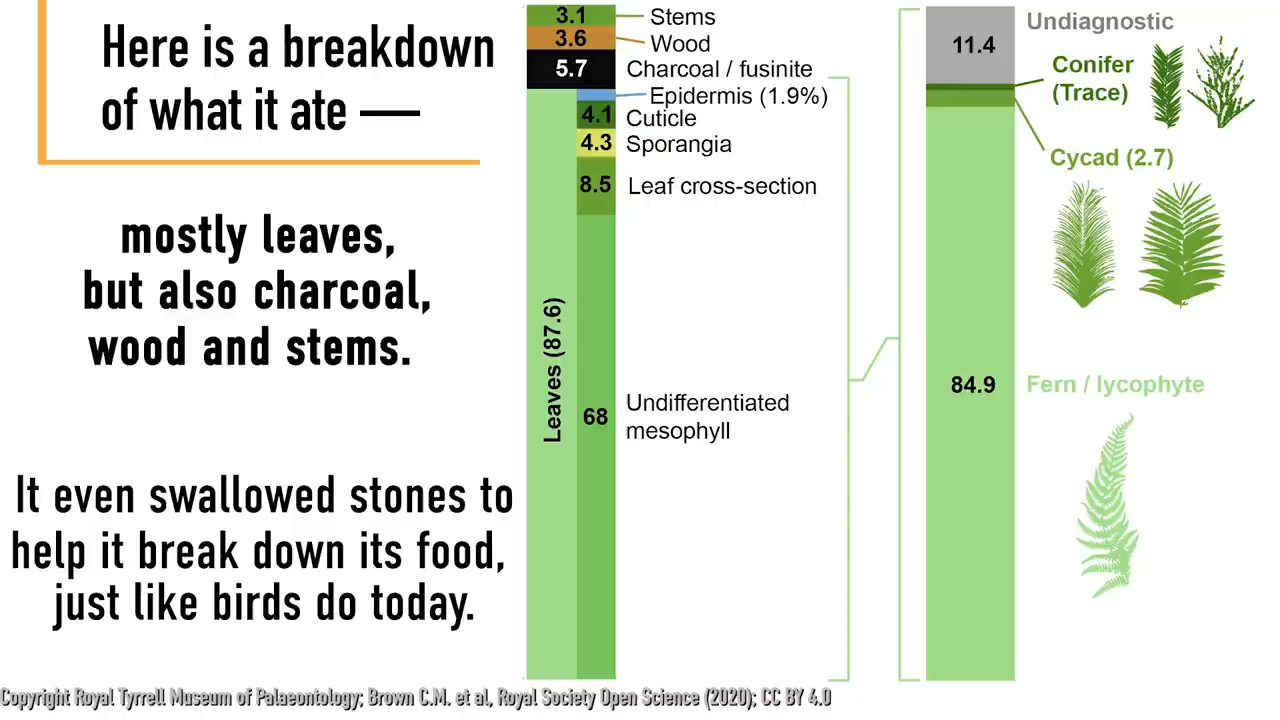 Here is a breakdown
of what it ate —
mostly leaves,
but also charcoal,
wood and stems.
It even swallowed stones to
help it break down its food,
just like birds do today.
3.1 Stems
3.6 Wood
5.7 Charcoal / fusinite
Epidermis (1.9%)
4.1 Cuticle
4.3 Sporangia
8.5 Leaf cross-section
Leaves (87.6)
68 Undifferentiated
mesophyll
11.4 Undiagnostic
Conifer
(Trace)
Cycad (2.7)
84.9 Fern / lycophyte
Copyright Royal Tyrrell Museum of Palaeontology; Brown C.M. et al, Royal Society Open Science (2020); CC BY 4.0